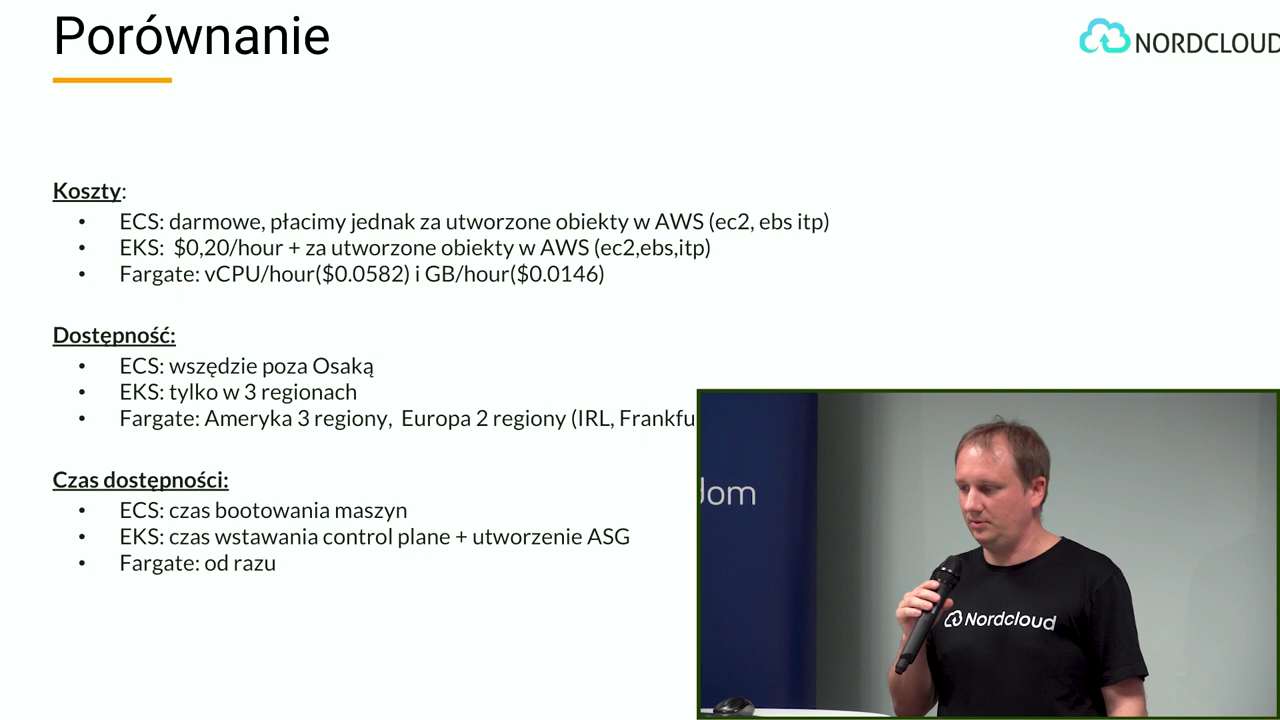 Porównanie
NORDCLOUD
Koszty:
• ECS: darmowe, płacimy jednak za utworzone obiekty w AWS (ec2, ebs itp)
• EKS: $0,20/hour + za utworzone obiekty w AWS (ec2,ebs,itp)
• Fargate: vCPU/hour($0.0582) i GB/hour($0.0146)
Dostępność:
• ECS: wszędzie poza Osaką
• EKS: tylko w 3 regionach
• Fargate: Ameryka 3 regiony, Europa 2 regiony (IRL, Frankfu
Czas dostępności:
• ECS: czas bootowania maszyn
• EKS: czas wstawania control plane + utworzenie ASG
• Fargate: od razu
dom
Nordcloud